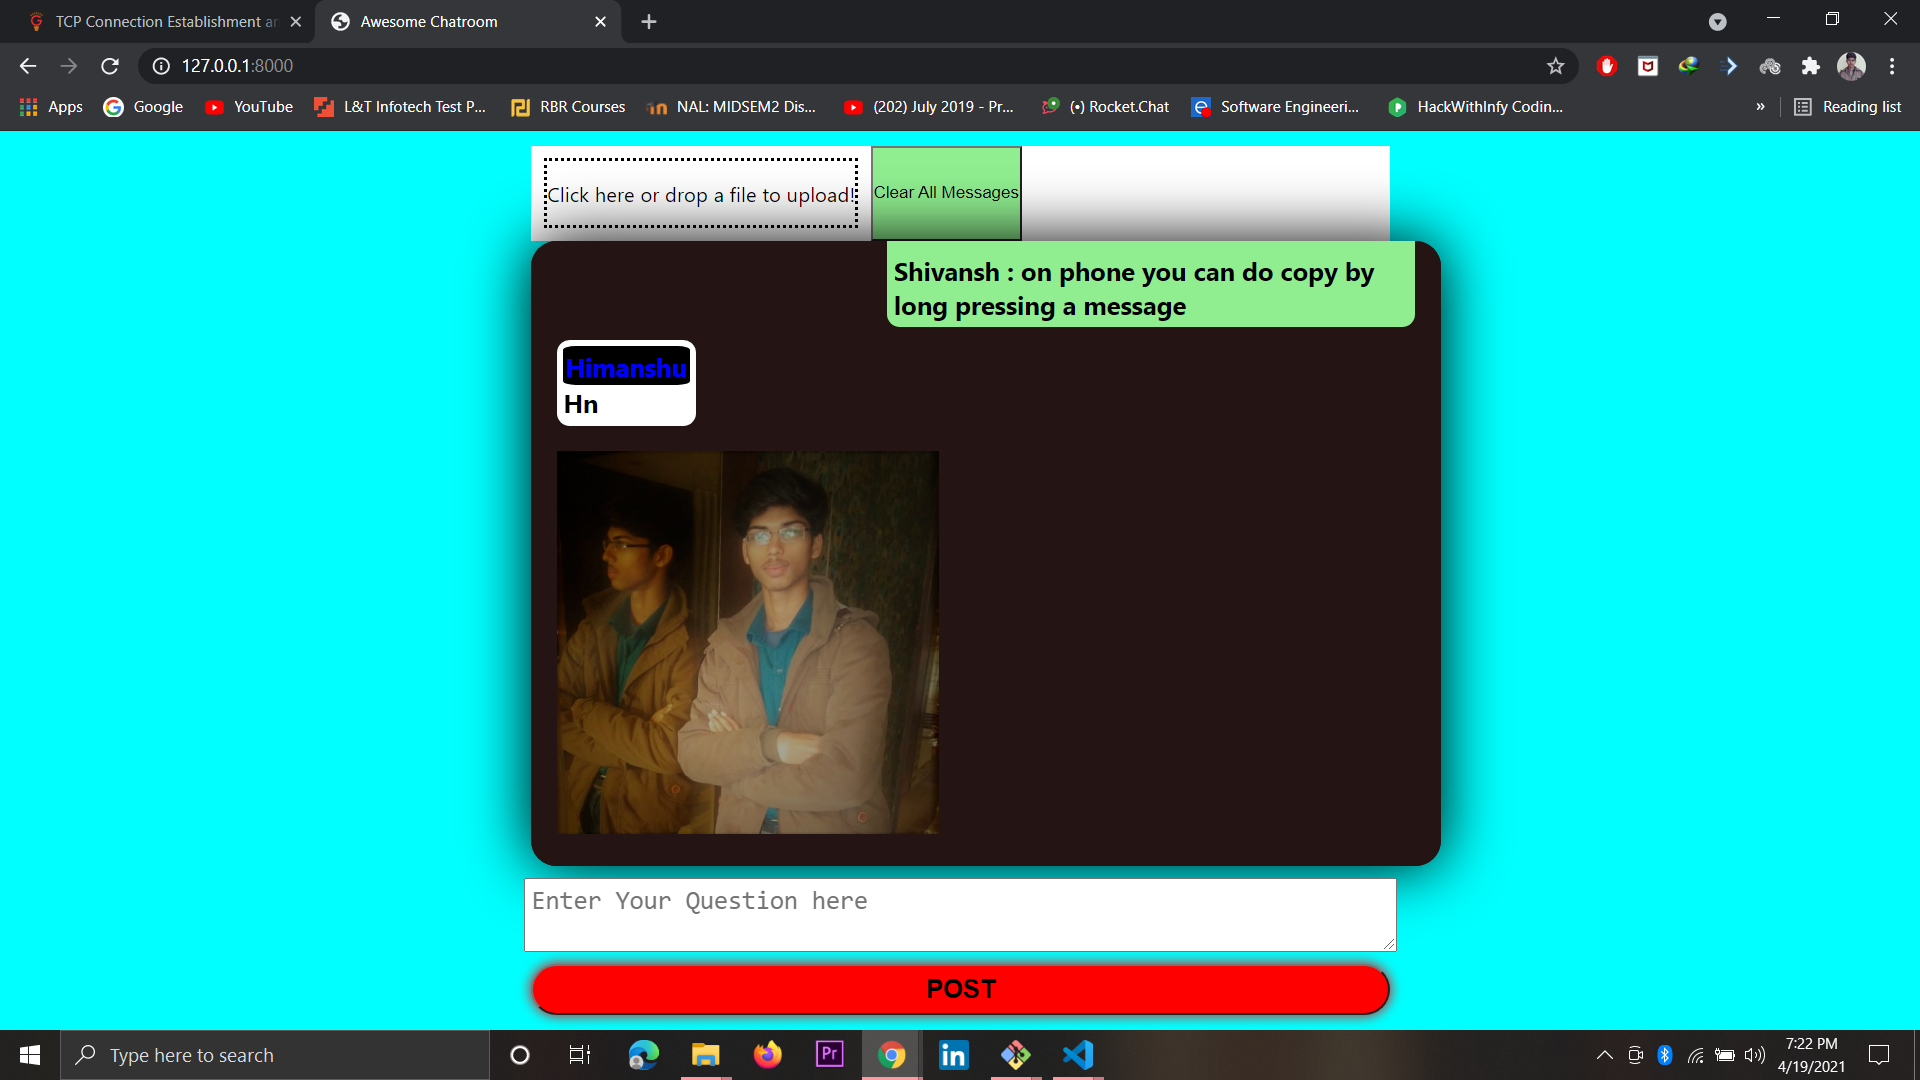 TCP Connection Establishment an
Awesome Chatroom
127.0.0.1:8000
Apps
Google
YouTube
L&T Infotech Test P...
RBR Courses
NAL: MIDSEM2 Dis...
(202) July 2019 - Pr...
(•) Rocket.Chat
Software Engineeri...
HackWithInfy Codin...
»
Reading list
Click here or drop a file to upload!
Clear All Messages
Shivansh : on phone you can do copy by
long pressing a message
Himanshu
Hn
Enter Your Question here
POST
Type here to search
Pr
in
7:22 PM
4/19/2021